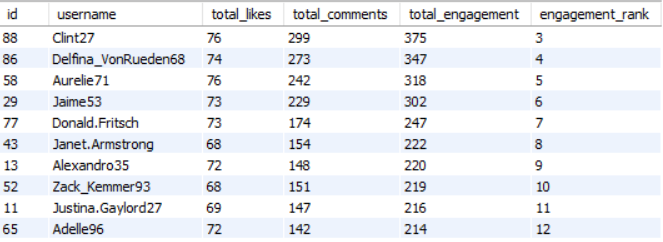 id username total_likes total_comments total_engagement engagement_rank
88 Clint27 76 299 375 3
86 Delfina_VonRueden68 74 273 347 4
58 Aurelie71 76 242 318 5
29 Jaime53 73 229 302 6
77 Donald.Fritsch 73 174 247 7
43 Janet.Armstrong 68 154 222 8
13 Alexandro35 72 148 220 9
52 Zack_Kemmer93 68 151 219 10
11 Justina.Gaylord27 69 147 216 11
65 Adelle96 72 142 214 12